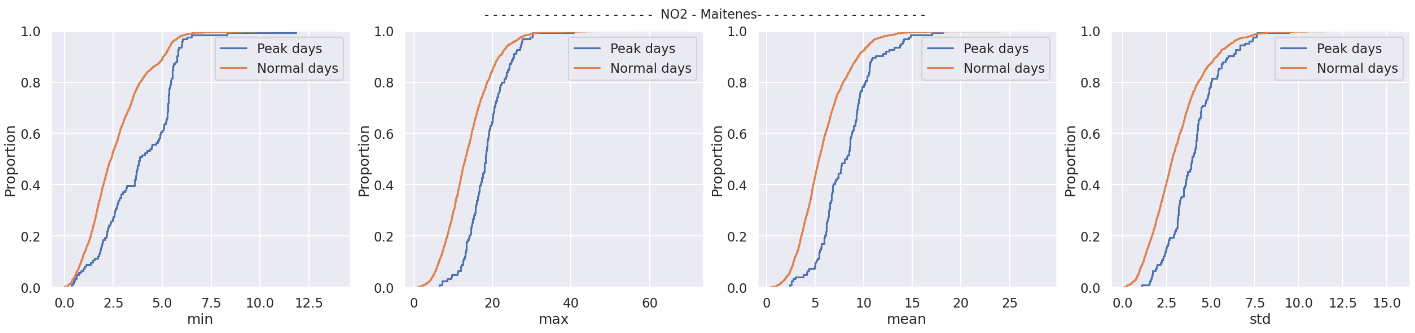 - - - - - - - - - - - - - - - - - - - - - - - - - NO2 - Maitenes- - - - - - - - - - - - - - - - - - - - - - - - -
Proportion
1.0
0.8
0.6
0.4
0.2
0.0
Peak days
Normal days
0.0 2.5 5.0 7.5 10.0 12.5
min
1.0
0.8
0.6
0.4
0.2
0.0
Peak days
Normal days
0 20 40 60
max
Proportion
1.0
0.8
0.6
0.4
0.2
0.0
Peak days
Normal days
0 5 10 15 20 25
mean
Proportion
1.0
0.8
0.6
0.4
0.2
0.0
Peak days
Normal days
0.0 2.5 5.0 7.5 10.0 12.5 15.0
std